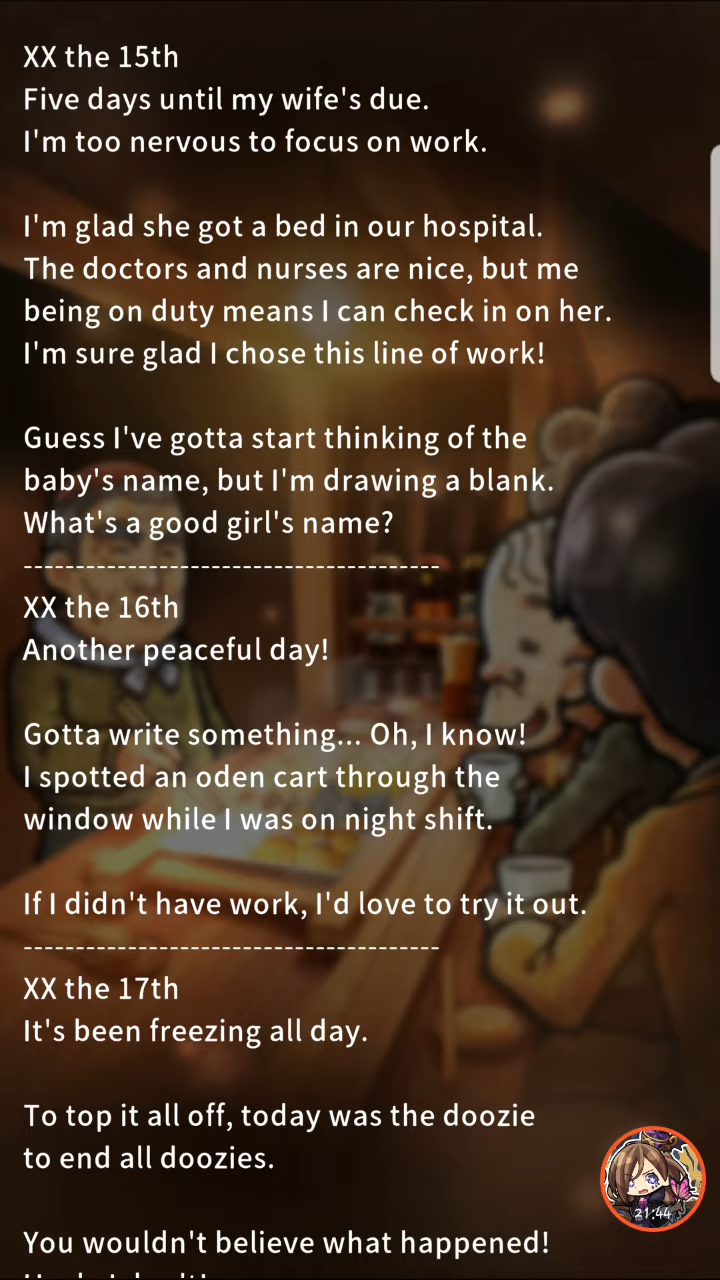 XX the 15th
Five days until my wife's due.
I'm too nervous to focus on work.
I'm glad she got a bed in our hospital.
The doctors and nurses are nice, but me
being on duty means I can check in on her.
I'm sure glad I chose this line of work!
Guess I've gotta start thinking of the
baby's name, but I'm drawing a blank.
What's a good girl's name?
----------------------------------------
XX the 16th
Another peaceful day!
Gotta write something... Oh, I know!
I spotted an oden cart through the
window while I was on night shift.
If I didn't have work, I'd love to try it out.
----------------------------------------
XX the 17th
It's been freezing all day.
To top it all off, today was the doozie
to end all doozies.
You wouldn't believe what happened!
21:44